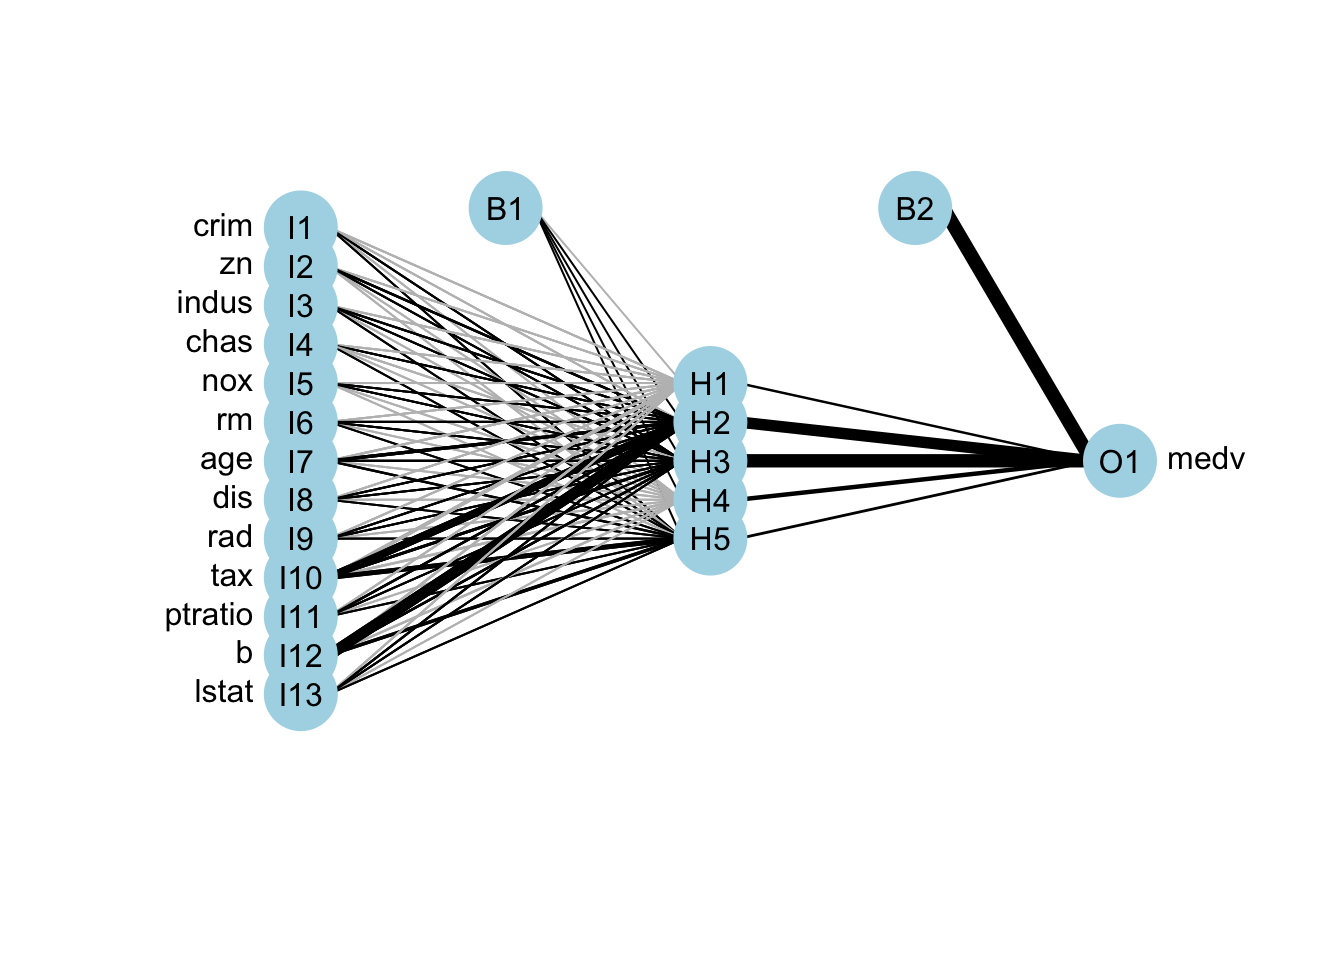 B1
B2
crim I1
zn I2
indus I3
chas I4
nox I5
rm I6
age I7
dis I8
rad I9
tax I10
ptratio I11
b I12
lstat I13
H1
H2
H3
H4
H5
O1 medv